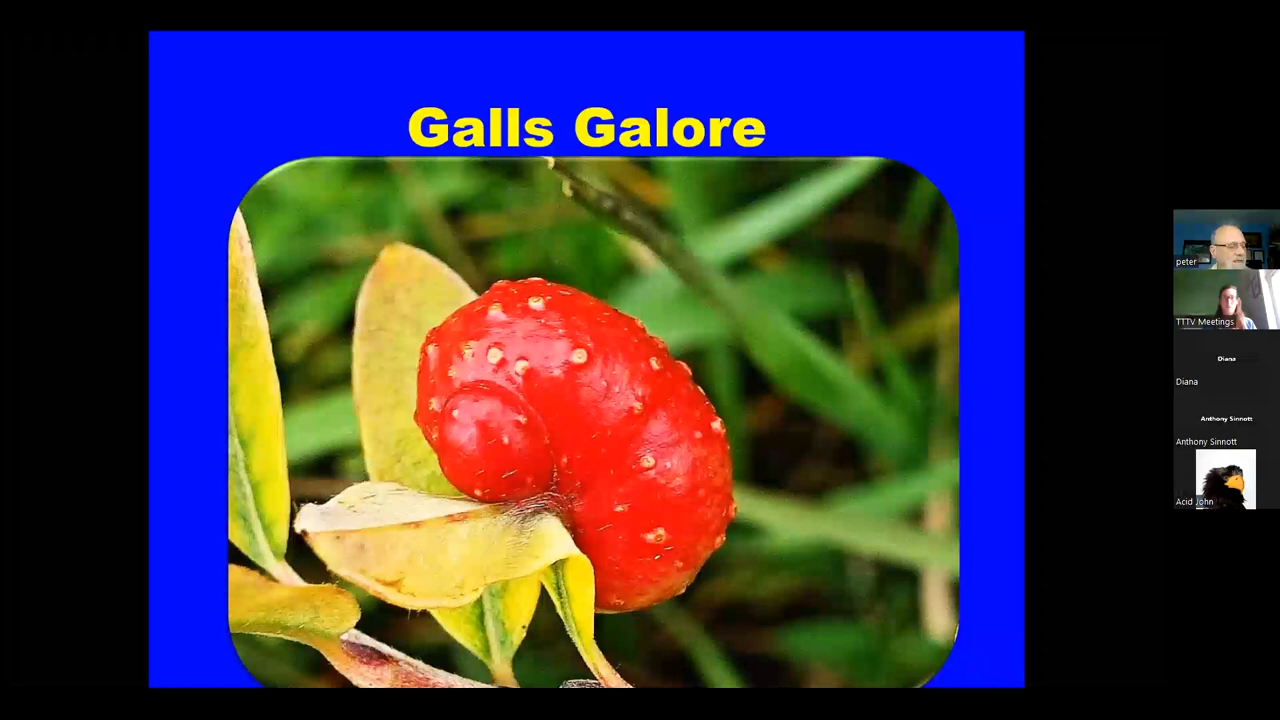 Galls Galore
peter
TTTV Meetings
Diana
Diana
Anthony Sinnott
Anthony Sinnott
Acid John